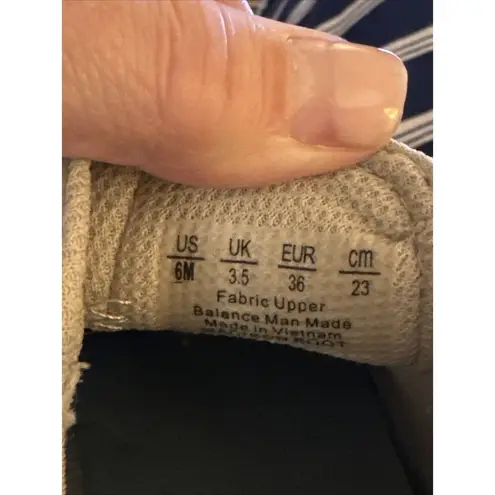 US UK EUR cm
6M 3.5 36 23
Fabric Upper
Balance Man Made
Made in Vietnam